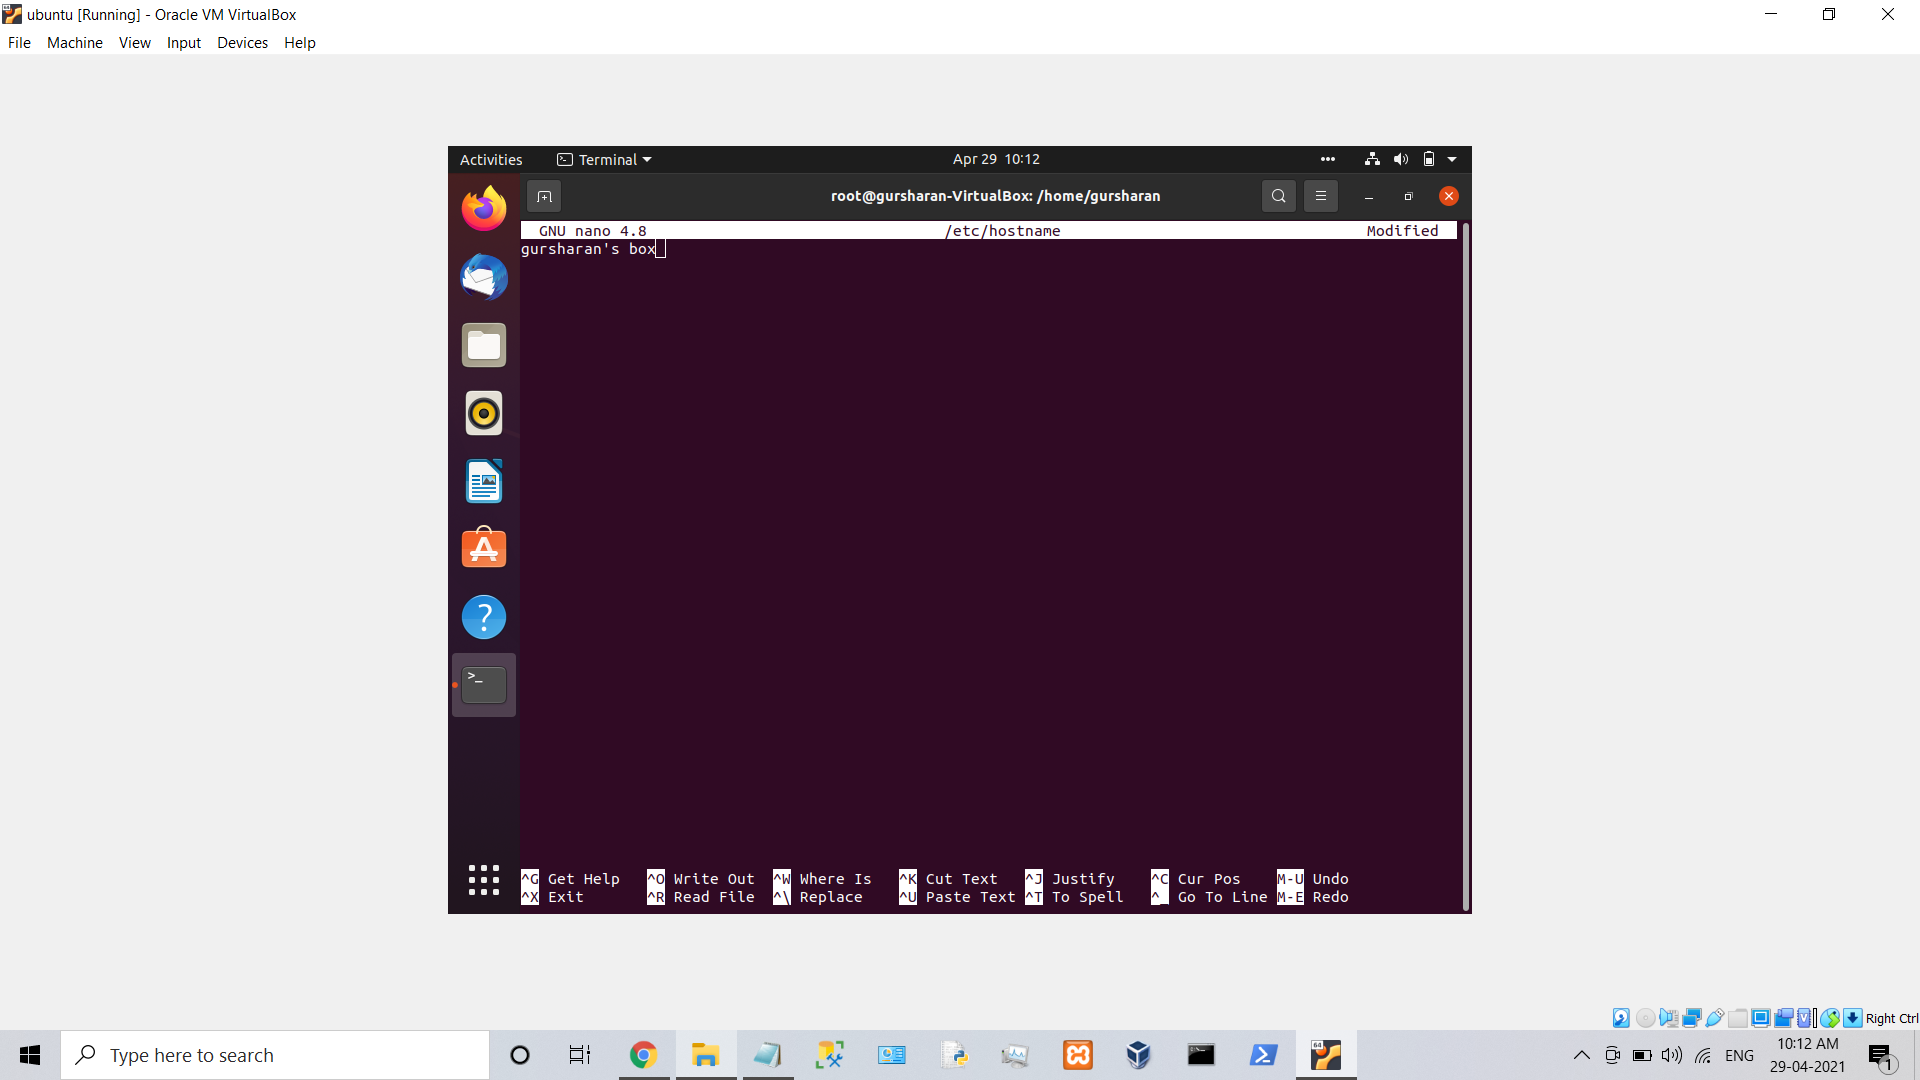 ubuntu [Running] - Oracle VM VirtualBox
File Machine View Input Devices Help
Activities Terminal Apr 29 10:12
root@gursharan-VirtualBox: /home/gursharan
GNU nano 4.8 /etc/hostname Modified
gursharan's box
^G Get Help ^O Write Out ^W Where Is ^K Cut Text ^J Justify ^C Cur Pos M-U Undo
^X Exit ^R Read File ^\ Replace ^U Paste Text ^T To Spell ^_ Go To Line M-E Redo
Right Ctrl
Type here to search
ENG
10:12 AM
29-04-2021
1